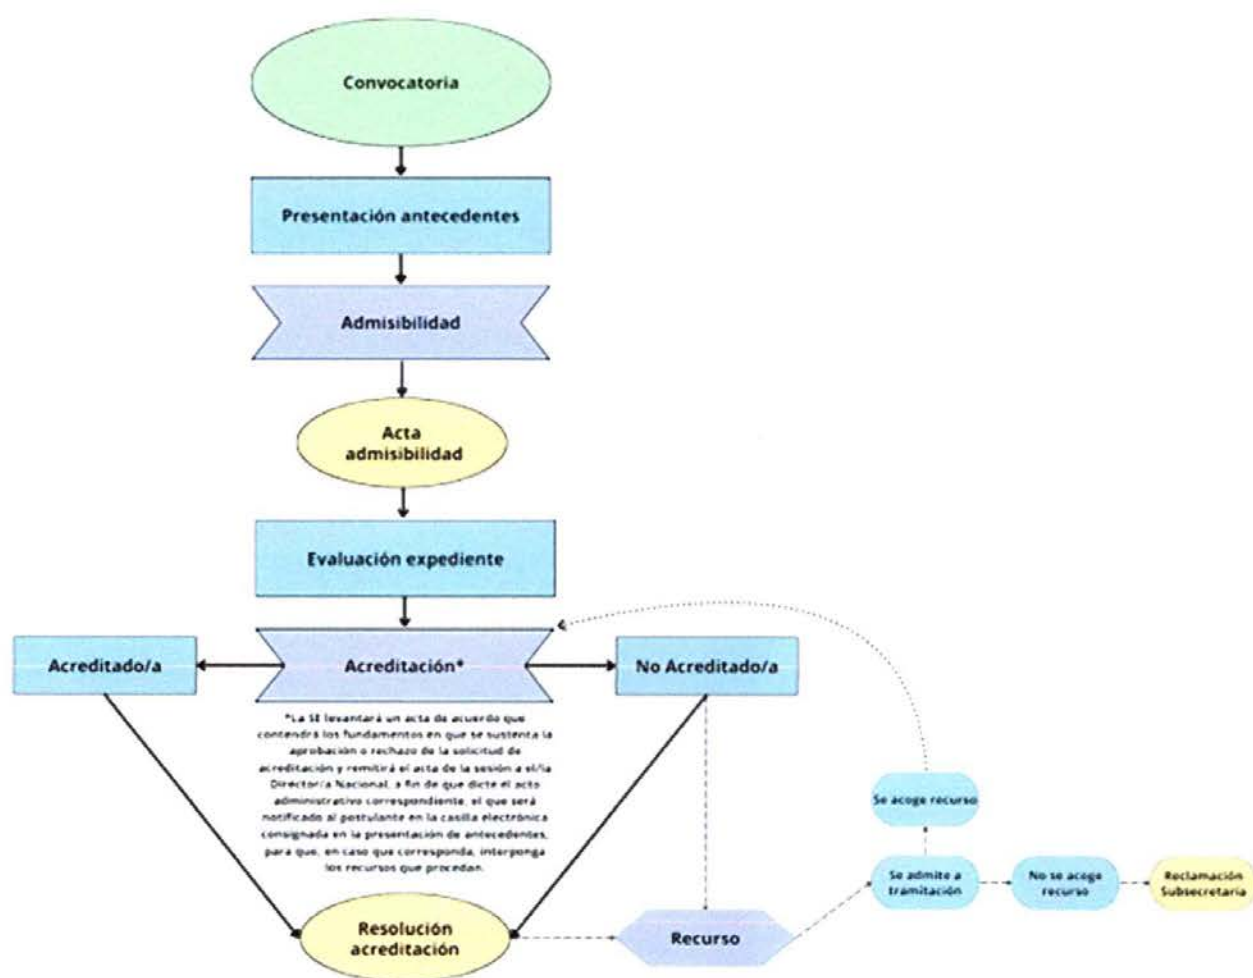 Convocatoria
Presentación antecedentes
Admisibilidad
Acta
admisibilidad
Evaluación expediente
Acreditado/a
Acreditación*
No Acreditado/a
*La SE levantará un acta de acuerdo que
contendrá los fundamentos en que se sustenta la
aprobación o rechazo de la solicitud de
acreditación y remitirá el acta de la sesión a el/la
Director/a Nacional, a fin de que dicte el acto
administrativo correspondiente, el que será
notificado al postulante en la casilla electrónica
consignada en la presentación de antecedentes,
para que, en caso que corresponda, interponga
los recursos que procedan.
Se acoge recurso
Se admite a
tramitación
No se acoge
recurso
Reclamación
Subsecretaría
Resolución
acreditación
Recurso